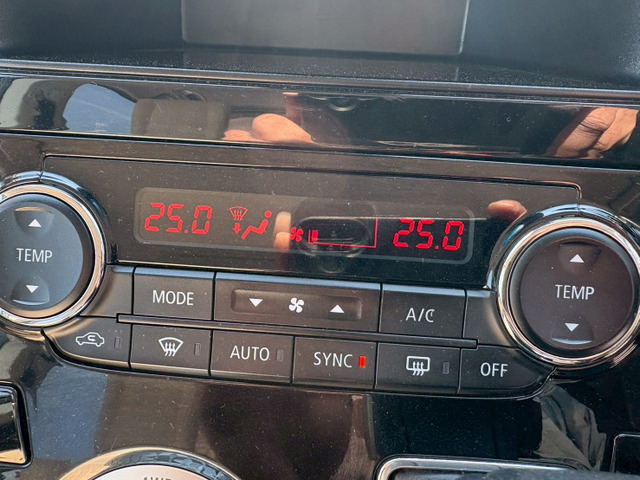 25.0 25.0
TEMP MODE A/C TEMP
AUTO SYNC OFF